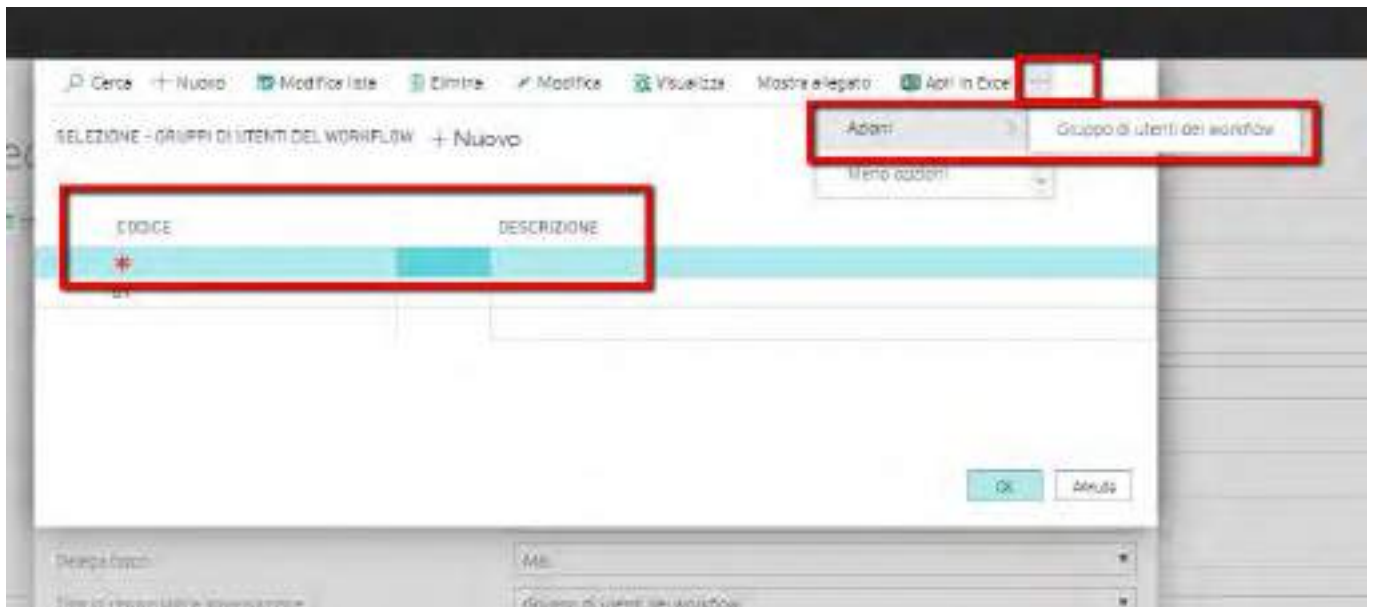 Cerca + Nuovo Modifica lista Elimina Modifica Visualizza Mostra allegato Apri in Excel ...
SELEZIONE - GRUPPI DI UTENTI DEL WORKFLOW + Nuovo
Azioni > Gruppo di utenti del workflow
Meno opzioni
CODICE DESCRIZIONE
*
OK Annulla
Gruppo di utenti del workflow